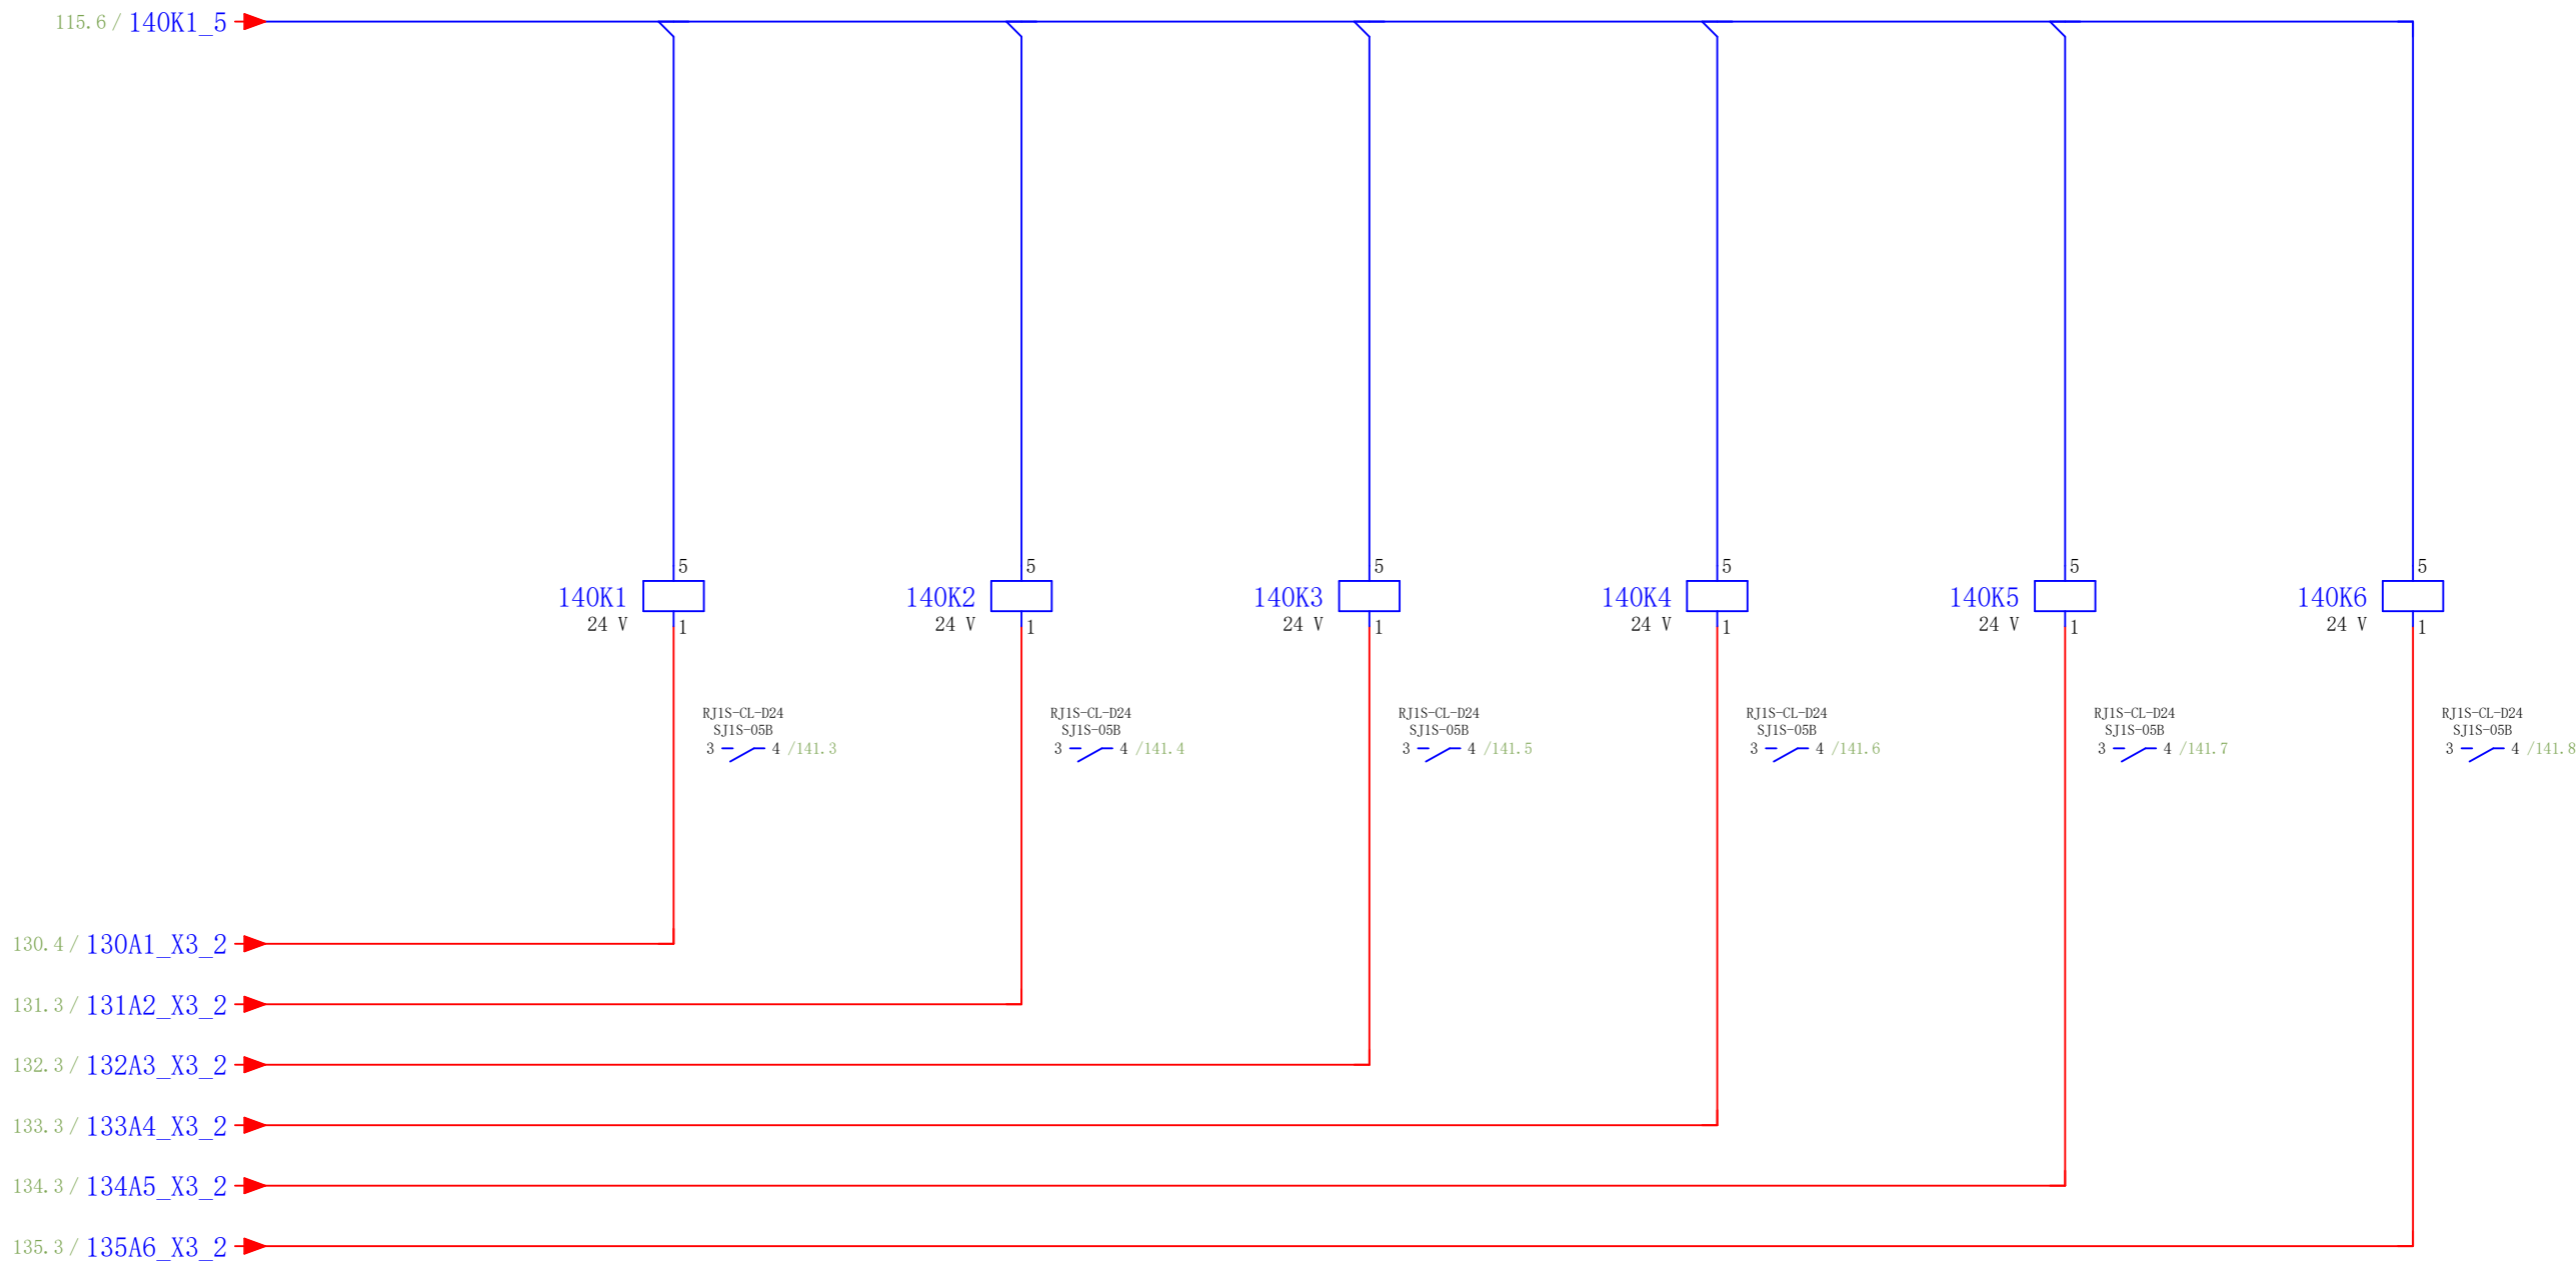 115.6 / 140K1_5
5 5 5 5 5 5
140K1 140K2 140K3 140K4 140K5 140K6
24 V 1 24 V 1 24 V 1 24 V 1 24 V 1 24 V 1
RJ1S-CL-D24 RJ1S-CL-D24 RJ1S-CL-D24 RJ1S-CL-D24 RJ1S-CL-D24 RJ1S-CL-D24
SJ1S-05B SJ1S-05B SJ1S-05B SJ1S-05B SJ1S-05B SJ1S-05B
3 4 /141.3 3 4 /141.4 3 4 /141.5 3 4 /141.6 3 4 /141.7 3 4 /141.8
130.4 / 130A1_X3_2
131.3 / 131A2_X3_2
132.3 / 132A3_X3_2
133.3 / 133A4_X3_2
134.3 / 134A5_X3_2
135.3 / 135A6_X3_2